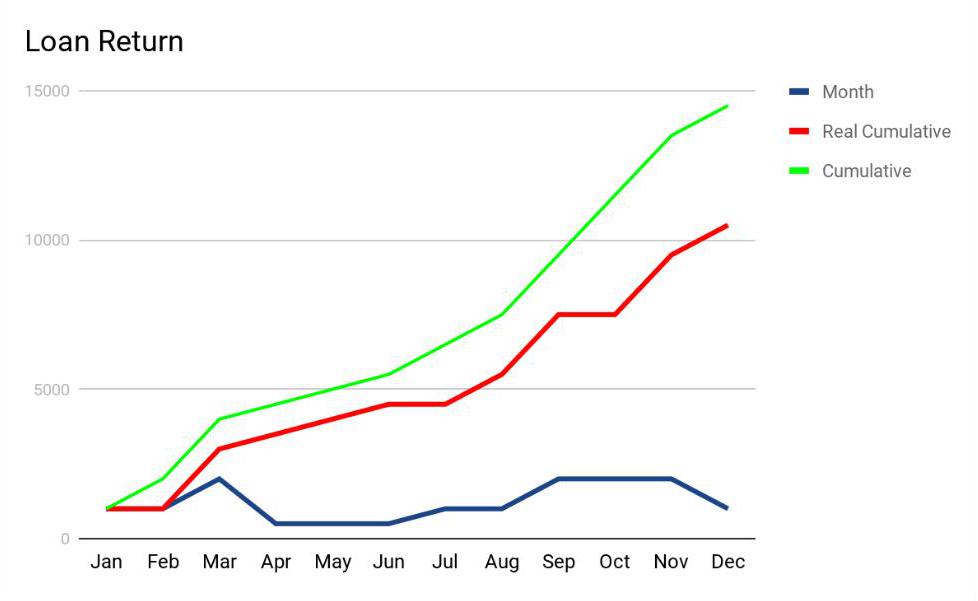 Loan Return
15000
10000
5000
0
Month
Real Cumulative
Cumulative
Jan Feb Mar Apr May Jun Jul Aug Sep Oct Nov Dec